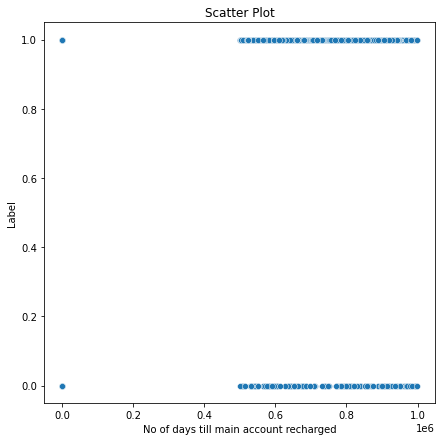 Scatter Plot
1.0
0.8
0.6
0.4
0.2
0.0
Label
0.0 0.2 0.4 0.6 0.8 1.0
1e6
No of days till main account recharged